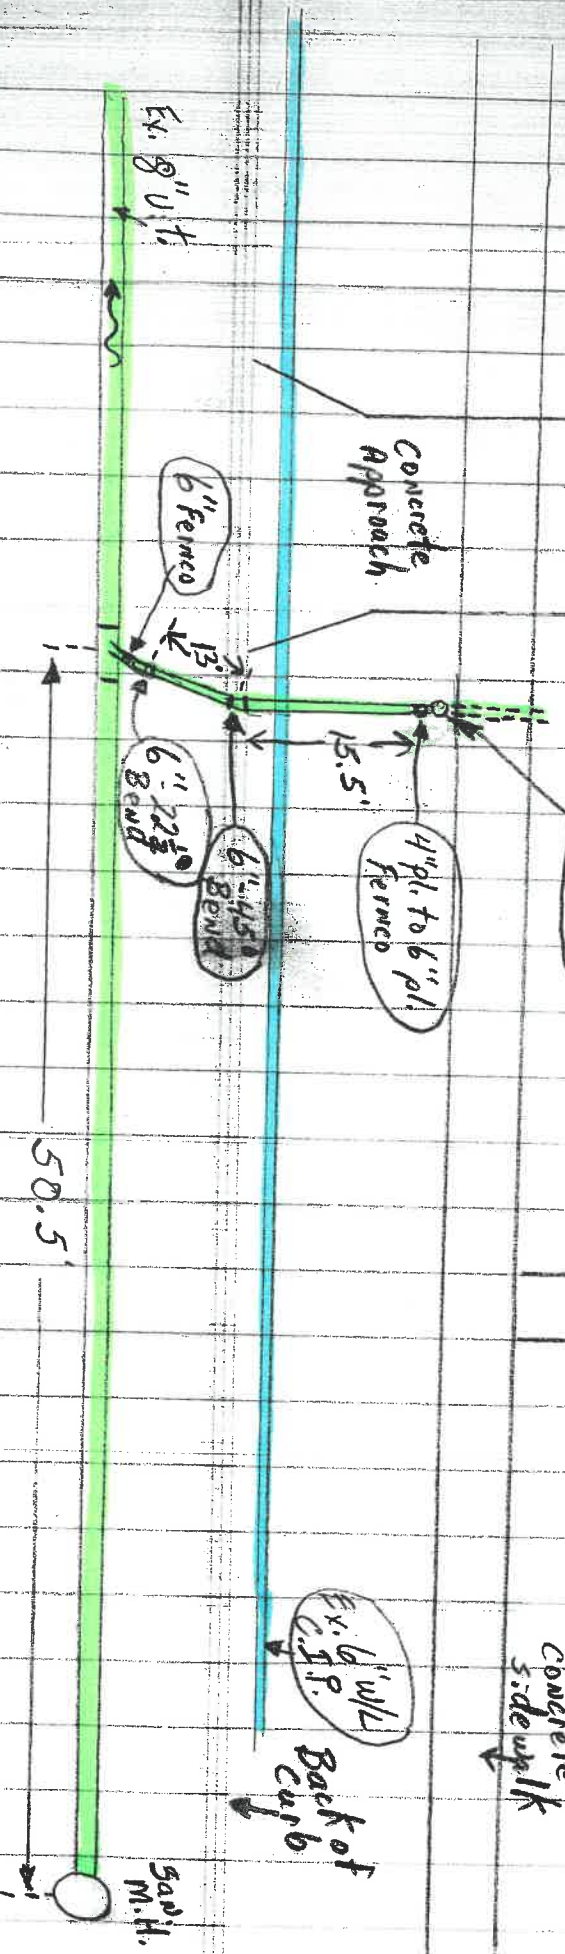 Ex. 8" V.t.
Concrete
Approach
6" Fernco
13'
15.5'
6"-22½°
Bend
6"-45°
Bend
4" pl. to 6" pl.
Fernco
50.5'
Ex. 6" W/L
C.I.P.
Back of
Curb
Concrete
sidewalk
San.
M.H.